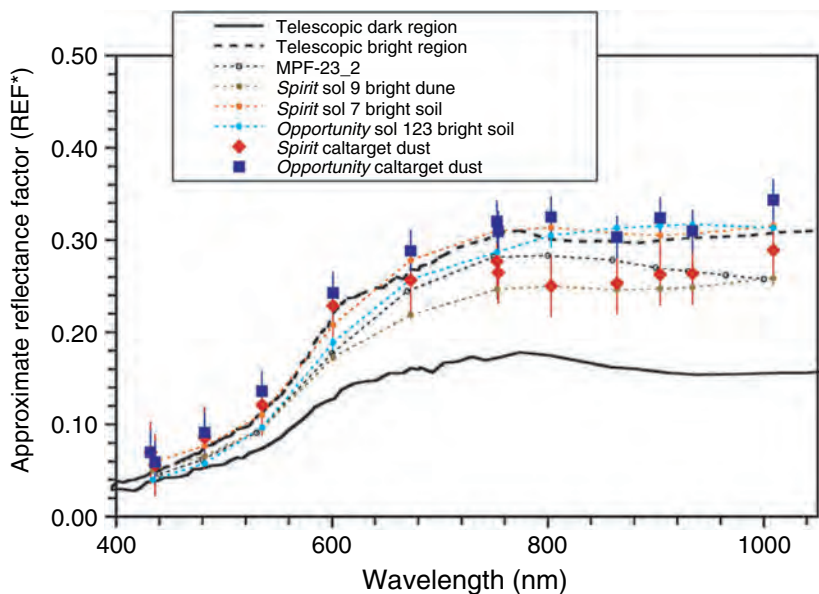 Telescopic dark region
Telescopic bright region
MPF-23_2
Spirit sol 9 bright dune
Spirit sol 7 bright soil
Opportunity sol 123 bright soil
Spirit caltarget dust
Opportunity caltarget dust
Approximate reflectance factor (REF*)
0.50
0.40
0.30
0.20
0.10
0.00
400
600
800
1000
Wavelength (nm)